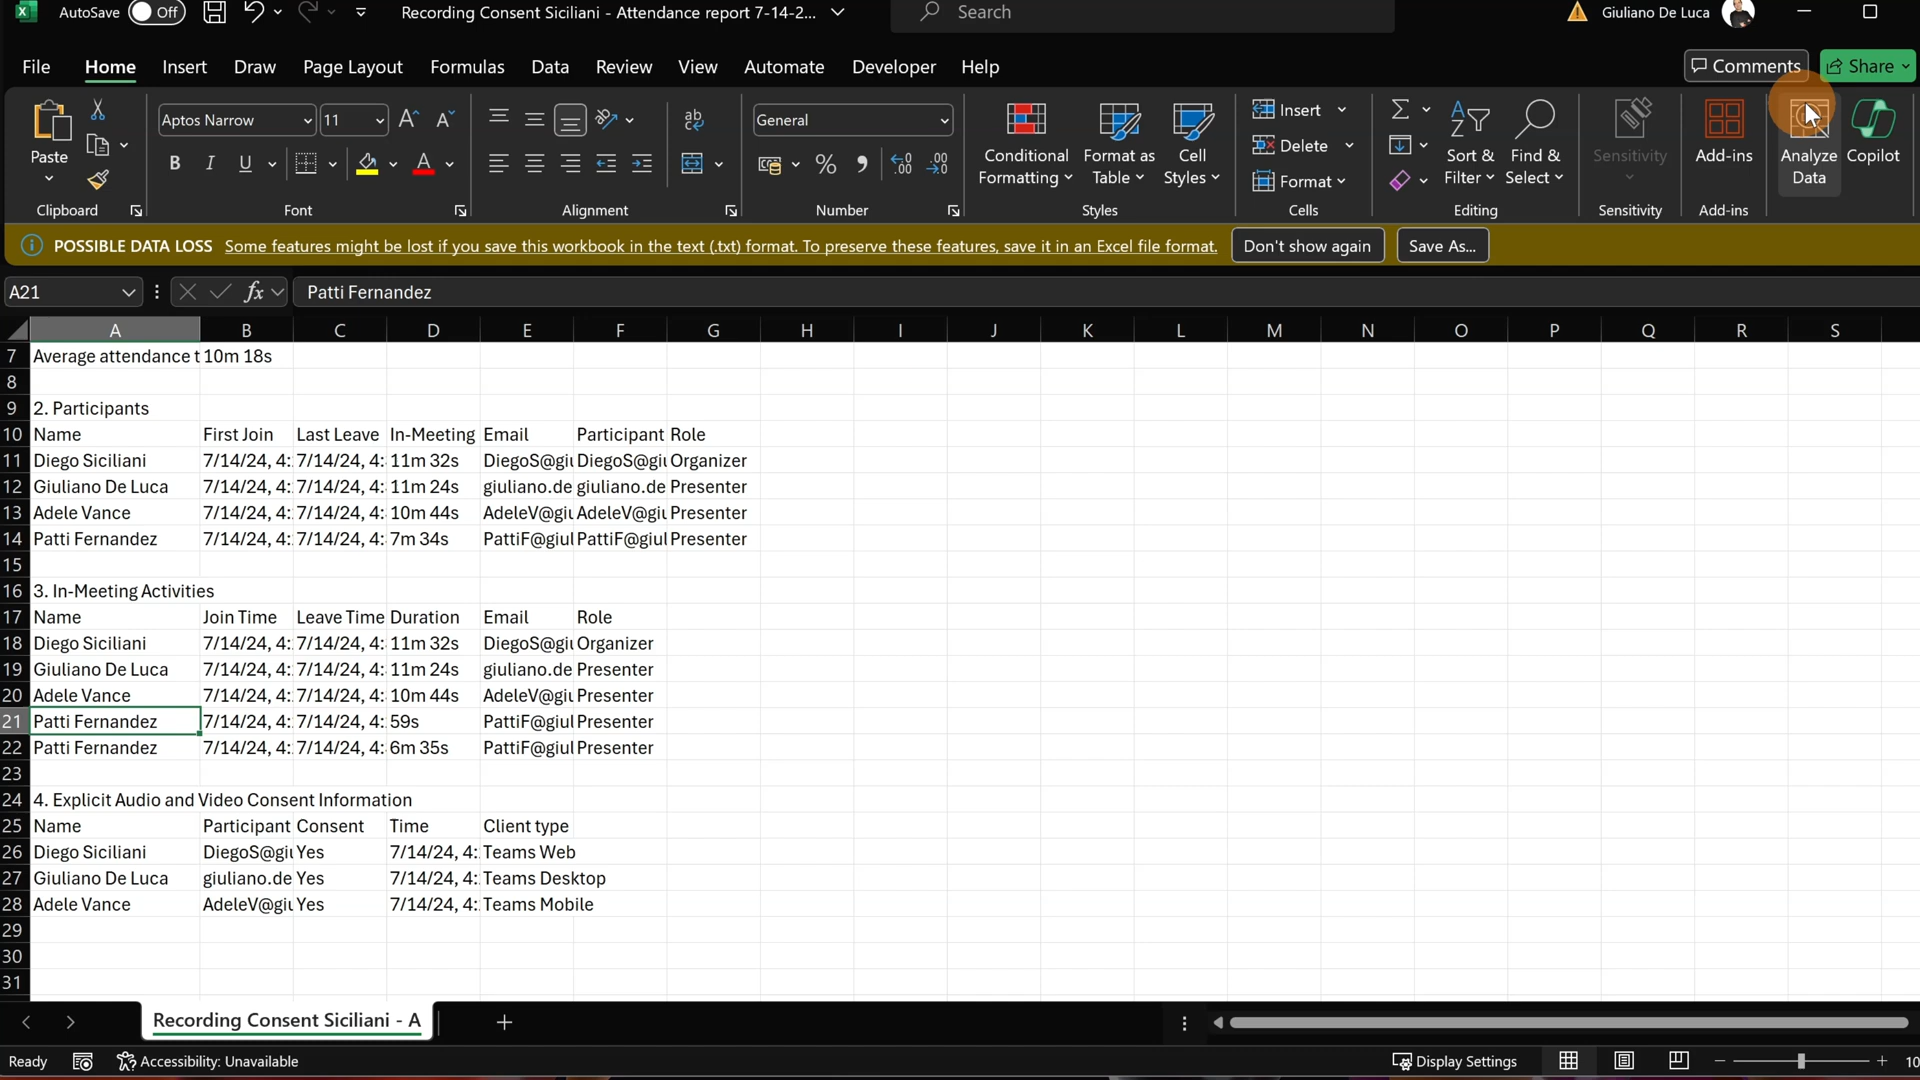 AutoSave Off Recording Consent Siciliani - Attendance report 7-14-2... Search Giuliano De Luca
File Home Insert Draw Page Layout Formulas Data Review View Automate Developer Help Comments Share
Aptos Narrow 11 General Insert
Paste B I U Conditional Formatting Format as Table Cell Styles Delete Format Sort & Filter Find & Select Sensitivity Add-ins Analyze Data Copilot
Clipboard Font Alignment Number Styles Cells Editing Sensitivity Add-ins
POSSIBLE DATA LOSS Some features might be lost if you save this workbook in the text (.txt) format. To preserve these features, save it in an Excel file format. Don't show again Save As...
A21 fx Patti Fernandez
A B C D E F G H I J K L M N O P Q R S
7 Average attendance t 10m 18s
8
9 2. Participants
10 Name First Join Last Leave In-Meeting Email Participant Role
11 Diego Siciliani 7/14/24, 4: 7/14/24, 4: 11m 32s DiegoS@giu DiegoS@giu Organizer
12 Giuliano De Luca 7/14/24, 4: 7/14/24, 4: 11m 24s giuliano.de giuliano.de Presenter
13 Adele Vance 7/14/24, 4: 7/14/24, 4: 10m 44s AdeleV@giu AdeleV@giu Presenter
14 Patti Fernandez 7/14/24, 4: 7/14/24, 4: 7m 34s PattiF@giul PattiF@giul Presenter
15
16 3. In-Meeting Activities
17 Name Join Time Leave Time Duration Email Role
18 Diego Siciliani 7/14/24, 4: 7/14/24, 4: 11m 32s DiegoS@giu Organizer
19 Giuliano De Luca 7/14/24, 4: 7/14/24, 4: 11m 24s giuliano.de Presenter
20 Adele Vance 7/14/24, 4: 7/14/24, 4: 10m 44s AdeleV@giu Presenter
21 Patti Fernandez 7/14/24, 4: 7/14/24, 4: 59s PattiF@giul Presenter
22 Patti Fernandez 7/14/24, 4: 7/14/24, 4: 6m 35s PattiF@giul Presenter
23
24 4. Explicit Audio and Video Consent Information
25 Name Participant Consent Time Client type
26 Diego Siciliani DiegoS@giu Yes 7/14/24, 4: Teams Web
27 Giuliano De Luca giuliano.de Yes 7/14/24, 4: Teams Desktop
28 Adele Vance AdeleV@giu Yes 7/14/24, 4: Teams Mobile
29
30
31
Recording Consent Siciliani - A
Ready Accessibility: Unavailable Display Settings 10